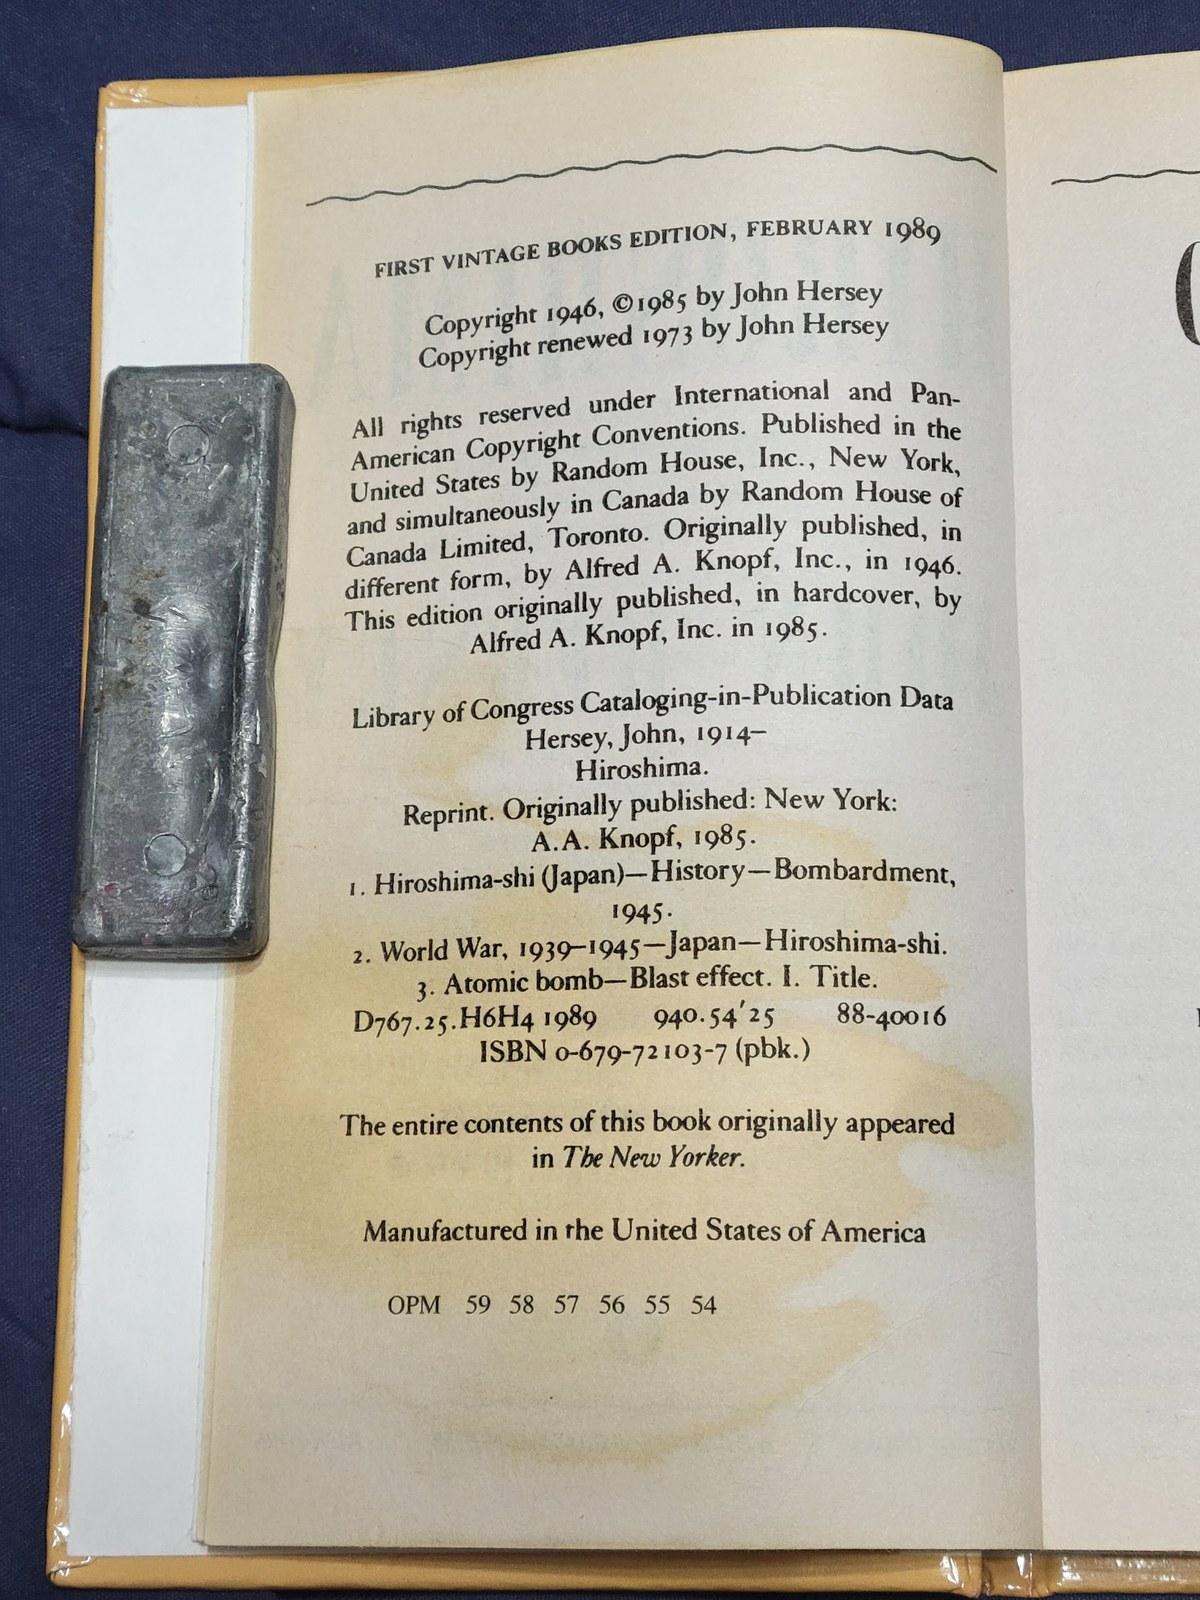 FIRST VINTAGE BOOKS EDITION, FEBRUARY 1989
Copyright 1946, ©1985 by John Hersey
Copyright renewed 1973 by John Hersey
All rights reserved under International and Pan-
American Copyright Conventions. Published in the
United States by Random House, Inc., New York,
and simultaneously in Canada by Random House of
Canada Limited, Toronto. Originally published, in
different form, by Alfred A. Knopf, Inc., in 1946.
This edition originally published, in hardcover, by
Alfred A. Knopf, Inc. in 1985.
Library of Congress Cataloging-in-Publication Data
Hersey, John, 1914–
Hiroshima.
Reprint. Originally published: New York:
A.A. Knopf, 1985.
1. Hiroshima-shi (Japan)—History—Bombardment,
1945.
2. World War, 1939–1945—Japan—Hiroshima-shi.
3. Atomic bomb—Blast effect. I. Title.
D767.25.H6H4 1989 940.54′25 88-40016
ISBN 0-679-72103-7 (pbk.)
The entire contents of this book originally appeared
in The New Yorker.
Manufactured in the United States of America
OPM 59 58 57 56 55 54